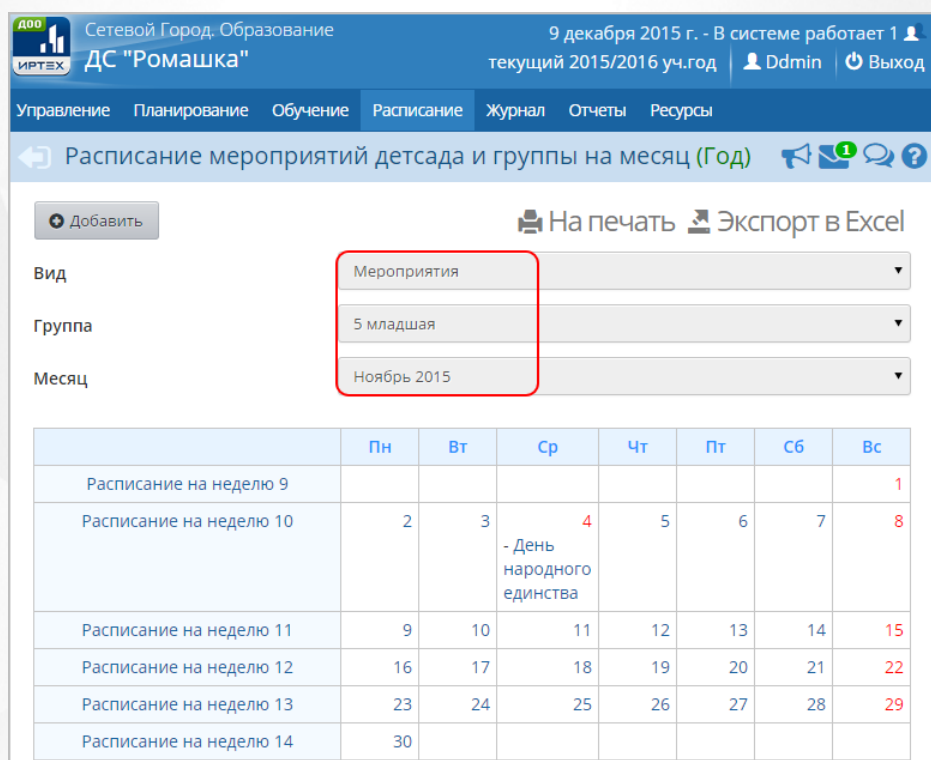 ДОО
ИРТЕХ
Сетевой Город. Образование
ДС "Ромашка"
9 декабря 2015 г. - В системе работает 1
текущий 2015/2016 уч.год Ddmin Выход
Управление Планирование Обучение Расписание Журнал Отчеты Ресурсы
Расписание мероприятий детсада и группы на месяц (Год) 1 ?
Добавить На печать Экспорт в Excel
Вид Мероприятия
Группа 5 младшая
Месяц Ноябрь 2015
Пн Вт Ср Чт Пт Сб Вс
Расписание на неделю 9 1
Расписание на неделю 10 2 3 4 5 6 7 8
- День
народного
единства
Расписание на неделю 11 9 10 11 12 13 14 15
Расписание на неделю 12 16 17 18 19 20 21 22
Расписание на неделю 13 23 24 25 26 27 28 29
Расписание на неделю 14 30